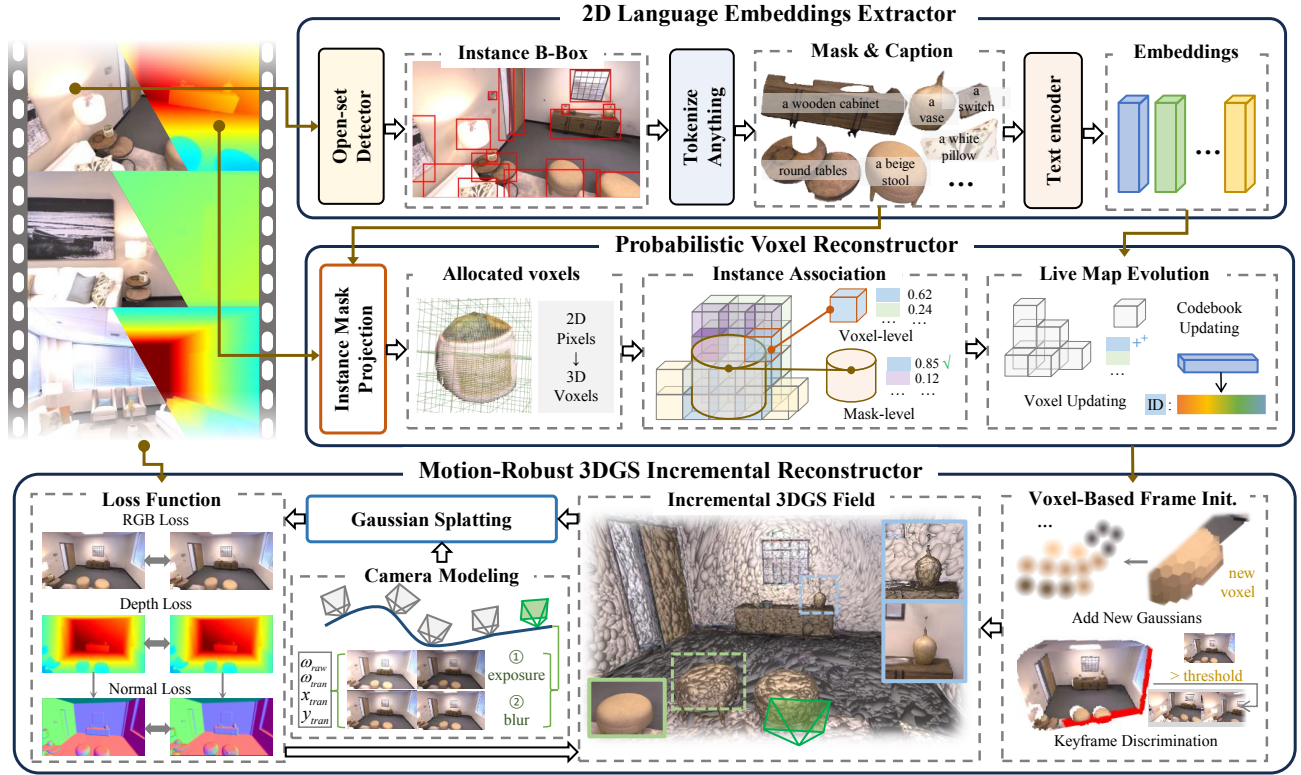 2D Language Embeddings Extractor
Open-set
Detector
Instance B-Box
Tokenize
Anything
Mask & Caption
a wooden cabinet
a
vase
a
switch
a white
pillow
round tables
a beige
stool
...
Text encoder
Embeddings
...
Probabilistic Voxel Reconstructor
Instance Mask
Projection
Allocated voxels
2D
Pixels
↓
3D
Voxels
Instance Association
0.62
0.24
... ...
Voxel-level
0.85 √
0.12
... ...
Mask-level
Live Map Evolution
++
...
Voxel Updating
Codebook
Updating
ID :
Motion-Robust 3DGS Incremental Reconstructor
Loss Function
RGB Loss
Depth Loss
Normal Loss
Gaussian Splatting
Camera Modeling
ω_raw
ω_tran
x_tran
y_tran
①
exposure
②
blur
Incremental 3DGS Field
Voxel-Based Frame Init.
...
new
voxel
Add New Gaussians
> threshold
Keyframe Discrimination